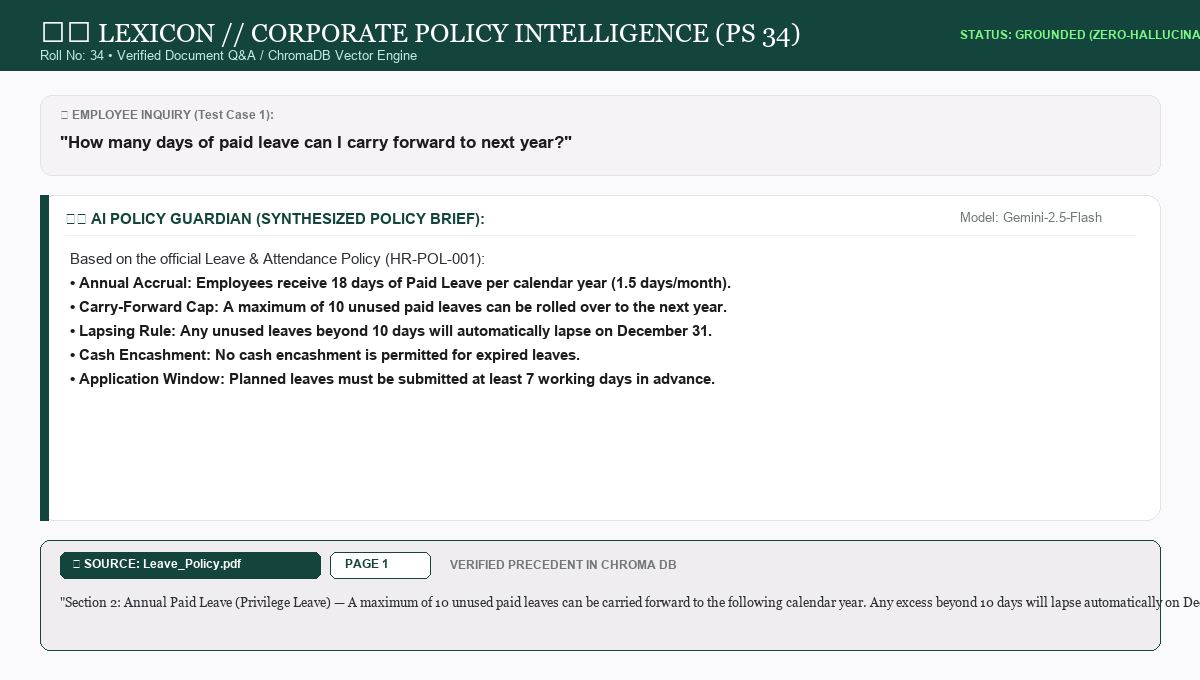 LEXICON // CORPORATE POLICY INTELLIGENCE (PS 34)
STATUS: GROUNDED (ZERO-HALLUCINA
Roll No: 34 • Verified Document Q&A / ChromaDB Vector Engine
EMPLOYEE INQUIRY (Test Case 1):
"How many days of paid leave can I carry forward to next year?"
AI POLICY GUARDIAN (SYNTHESIZED POLICY BRIEF):
Model: Gemini-2.5-Flash
Based on the official Leave & Attendance Policy (HR-POL-001):
• Annual Accrual: Employees receive 18 days of Paid Leave per calendar year (1.5 days/month).
• Carry-Forward Cap: A maximum of 10 unused paid leaves can be rolled over to the next year.
• Lapsing Rule: Any unused leaves beyond 10 days will automatically lapse on December 31.
• Cash Encashment: No cash encashment is permitted for expired leaves.
• Application Window: Planned leaves must be submitted at least 7 working days in advance.
SOURCE: Leave_Policy.pdf
PAGE 1
VERIFIED PRECEDENT IN CHROMA DB
"Section 2: Annual Paid Leave (Privilege Leave) — A maximum of 10 unused paid leaves can be carried forward to the following calendar year. Any excess beyond 10 days will lapse automatically on De